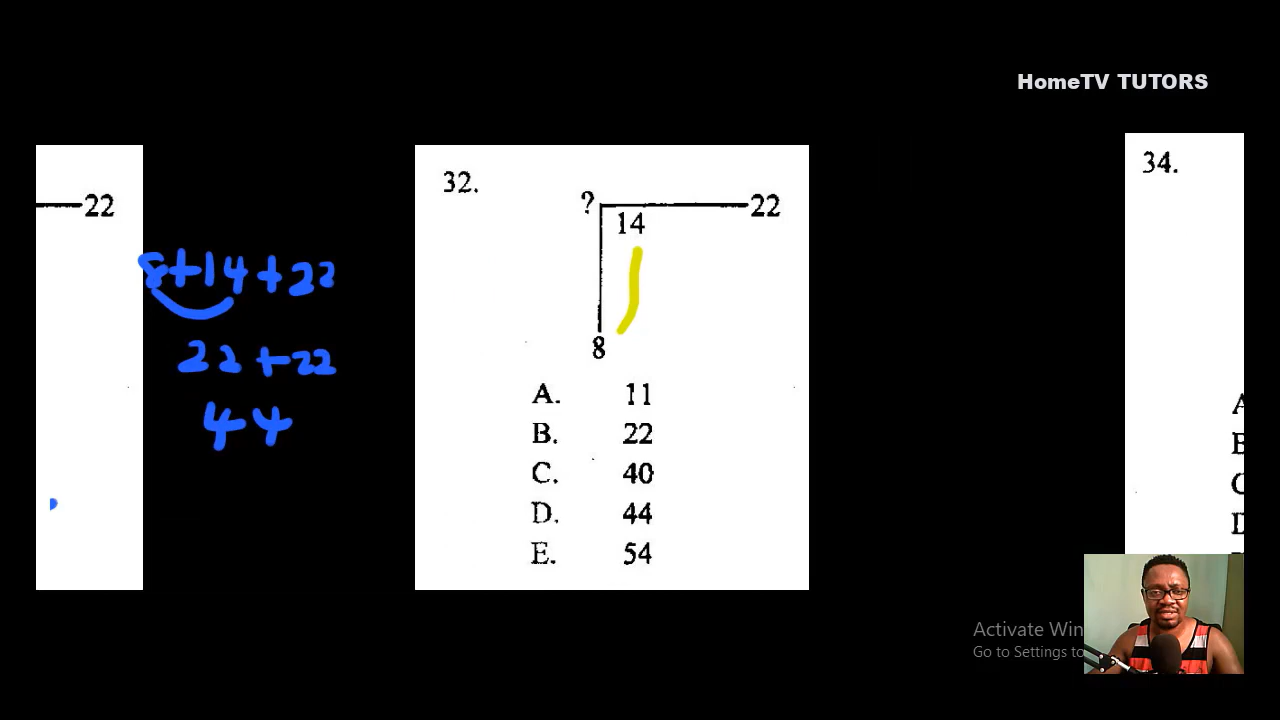 HomeTV TUTORS
22
8+14+22
22+22
44
32.
? 22
14
8
A. 11
B. 22
C. 40
D. 44
E. 54
34.
A
B
C
D
Activate Win
Go to Settings to